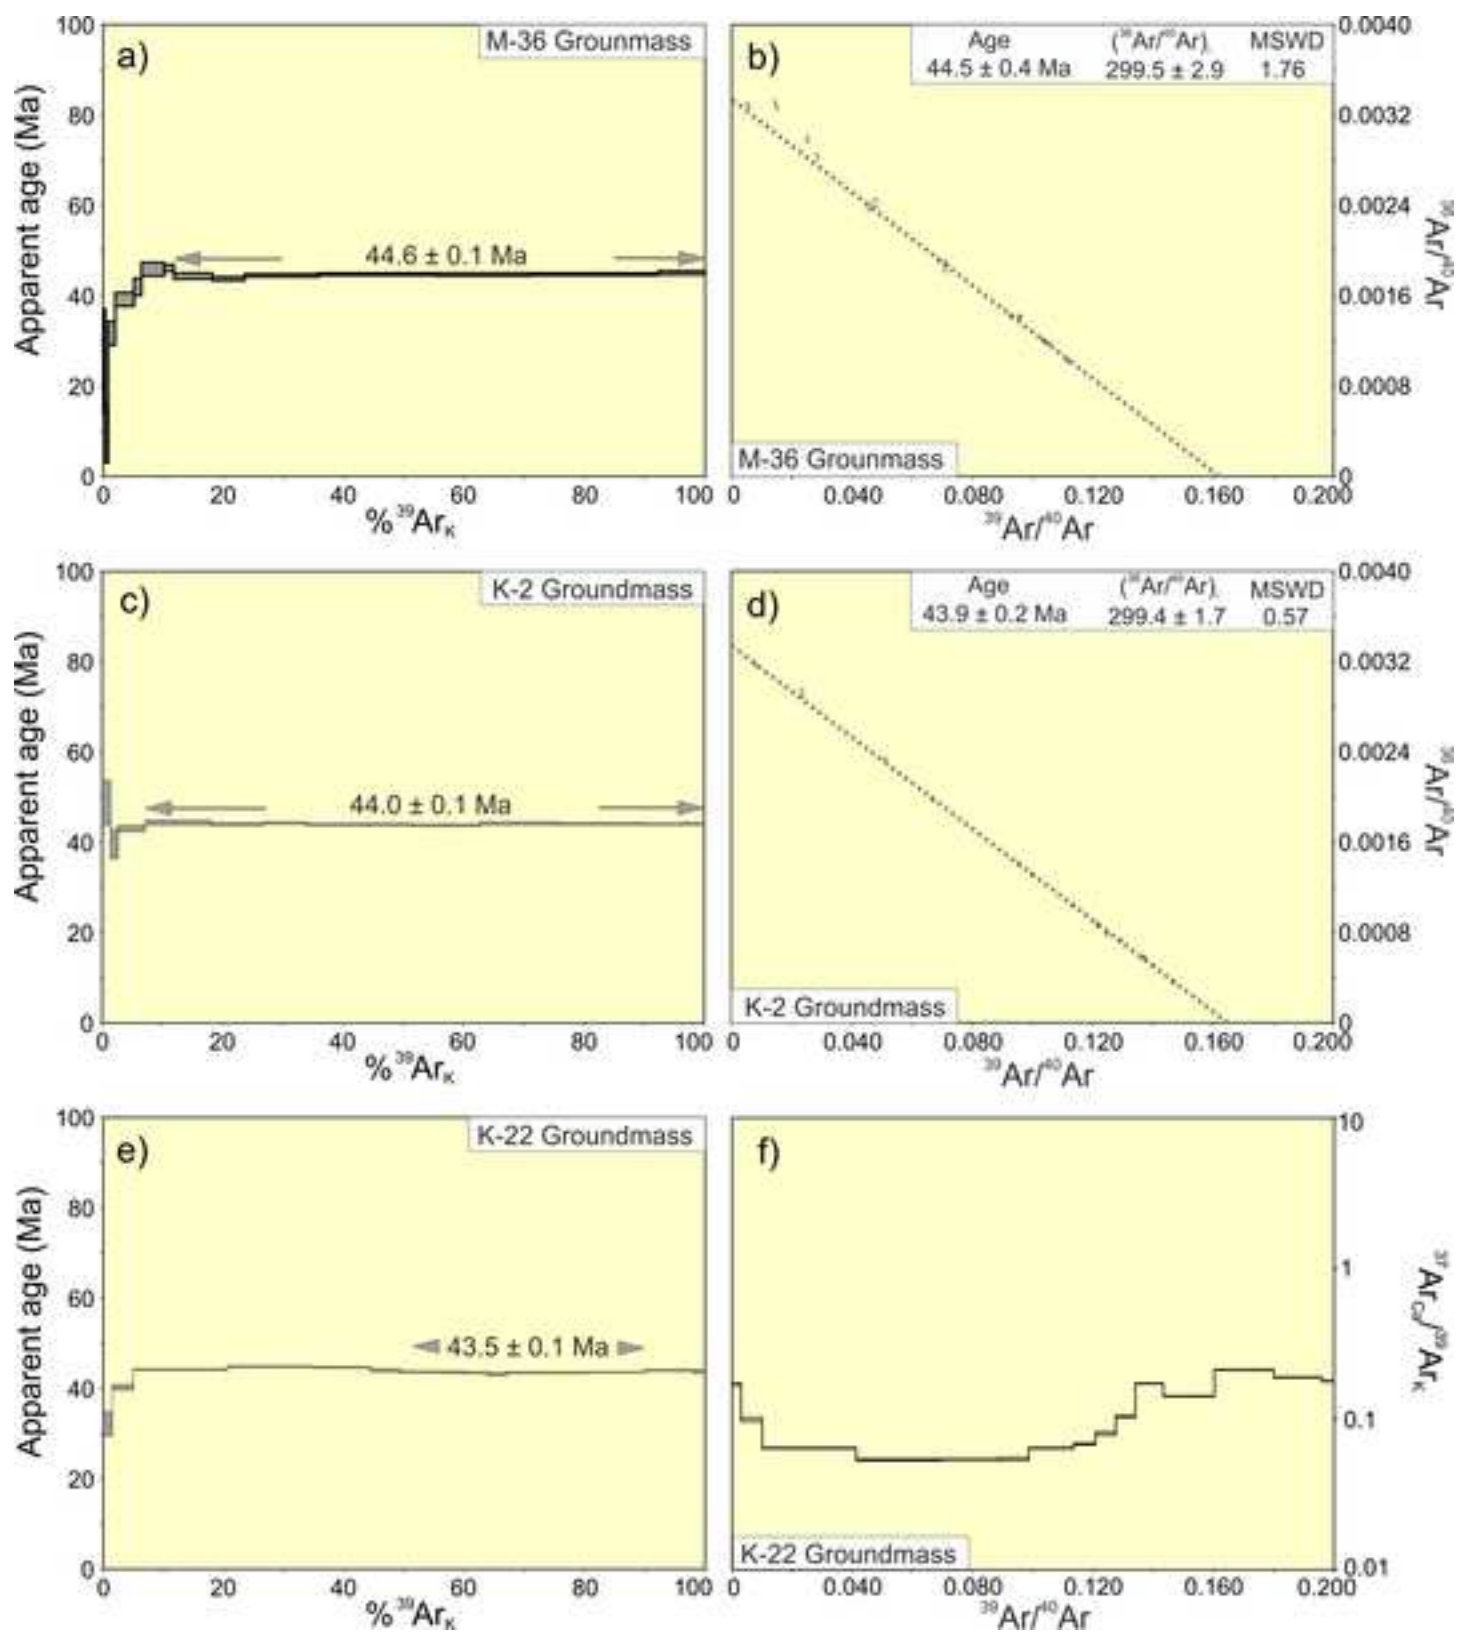 a)
M-36 Grounmass
Apparent age (Ma)
100
80
60
40
20
0
44.6 ± 0.1 Ma
0 20 40 60 80 100
% ³⁹Ar_K
b)
Age (³⁶Ar/⁴⁰Ar)ᵢ MSWD
44.5 ± 0.4 Ma 299.5 ± 2.9 1.76
0.0040
0.0032
0.0024
0.0016
0.0008
0
³⁶Ar/⁴⁰Ar
M-36 Grounmass
0 0.040 0.080 0.120 0.160 0.200
³⁹Ar/⁴⁰Ar
c)
K-2 Groundmass
Apparent age (Ma)
100
80
60
40
20
0
44.0 ± 0.1 Ma
0 20 40 60 80 100
% ³⁹Ar_K
d)
Age (³⁶Ar/⁴⁰Ar)ᵢ MSWD
43.9 ± 0.2 Ma 299.4 ± 1.7 0.57
0.0040
0.0032
0.0024
0.0016
0.0008
0
³⁶Ar/⁴⁰Ar
K-2 Groundmass
0 0.040 0.080 0.120 0.160 0.200
³⁹Ar/⁴⁰Ar
e)
K-22 Groundmass
Apparent age (Ma)
100
80
60
40
20
0
43.5 ± 0.1 Ma
0 20 40 60 80 100
% ³⁹Ar_K
f)
10
1
0.1
0.01
³⁷Ar_Ca/³⁹Ar_K
K-22 Groundmass
0 0.040 0.080 0.120 0.160 0.200
³⁹Ar/⁴⁰Ar